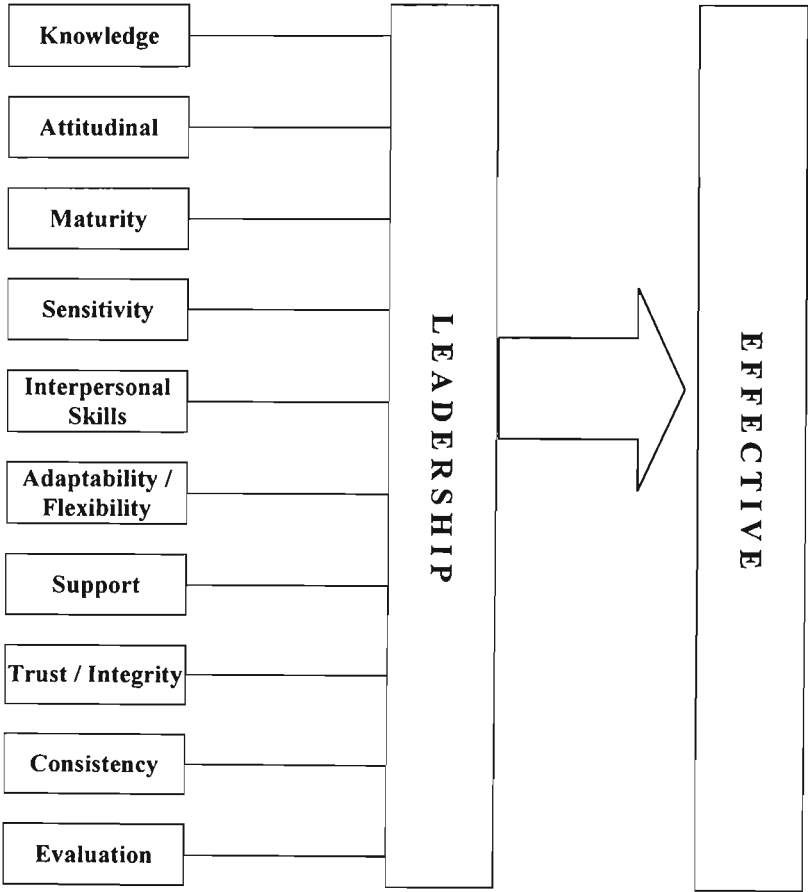 Knowledge
Attitudinal
Maturity
Sensitivity
Interpersonal
Skills
Adaptability /
Flexibility
Support
Trust / Integrity
Consistency
Evaluation
LEADERSHIP
EFFECTIVE